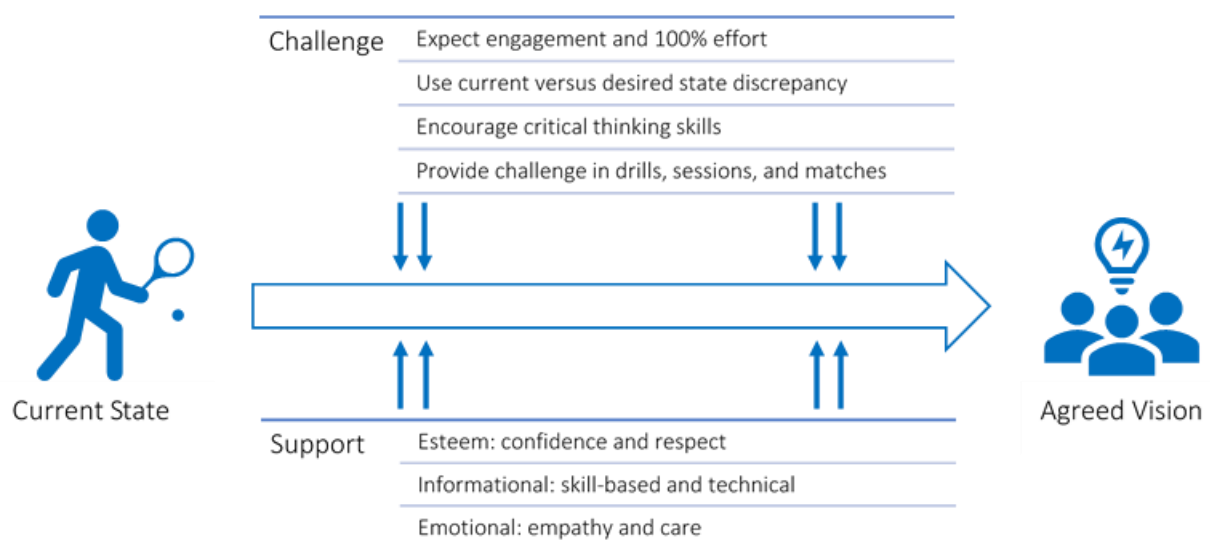 Challenge
Expect engagement and 100% effort
Use current versus desired state discrepancy
Encourage critical thinking skills
Provide challenge in drills, sessions, and matches
Current State
Agreed Vision
Support
Esteem: confidence and respect
Informational: skill-based and technical
Emotional: empathy and care